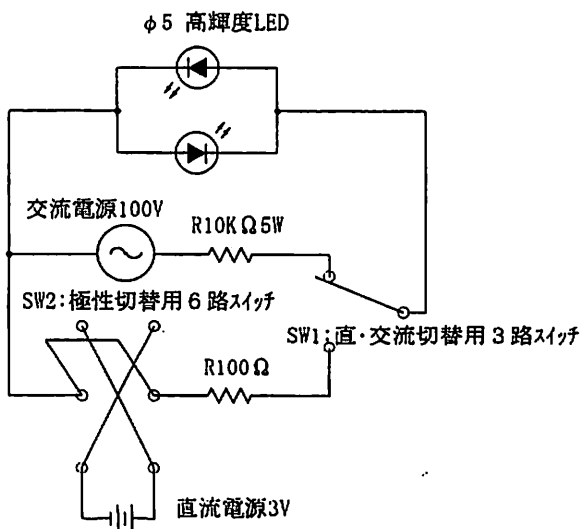 φ5 高輝度LED
交流電源100V
R10KΩ5W
SW2:極性切替用6路スイッチ
SW1:直・交流切替用3路スイッチ
R100Ω
直流電源3V